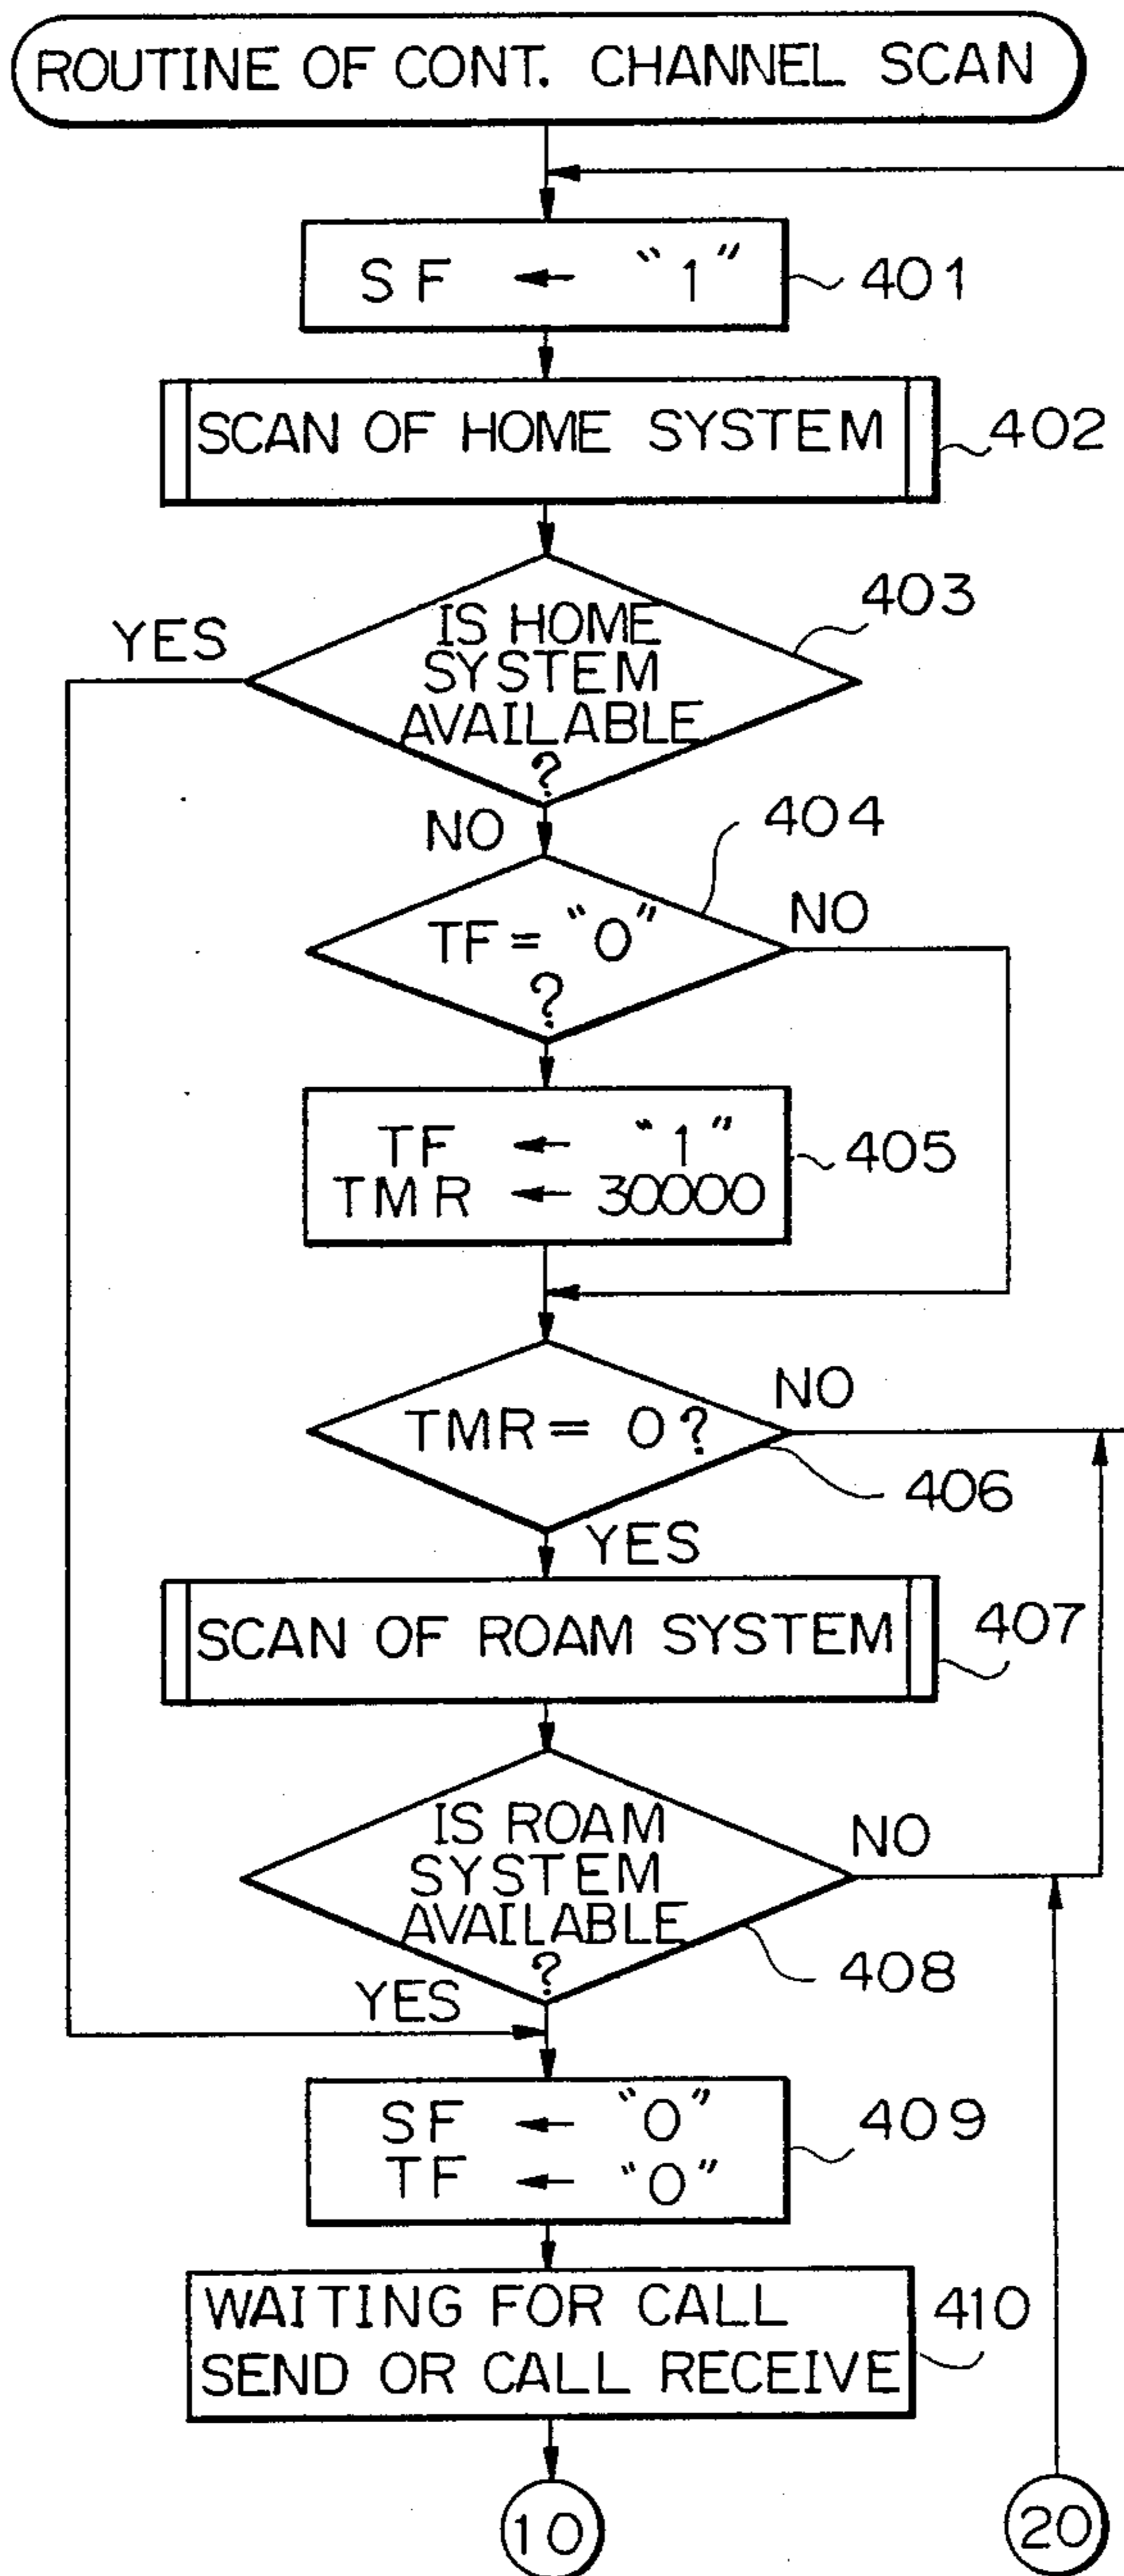 ROUTINE OF CONT. CHANNEL SCAN
SF ← "1"
401
SCAN OF HOME SYSTEM
402
403
YES
IS HOME
SYSTEM
AVAILABLE
?
NO
404
TF = "0"
?
NO
TF ← "1"
TMR ← 30000
405
TMR = 0?
NO
406
YES
SCAN OF ROAM SYSTEM
407
IS ROAM
SYSTEM
AVAILABLE
?
NO
408
YES
SF ← "0"
TF ← "0"
409
WAITING FOR CALL
SEND OR CALL RECEIVE
410
10
20